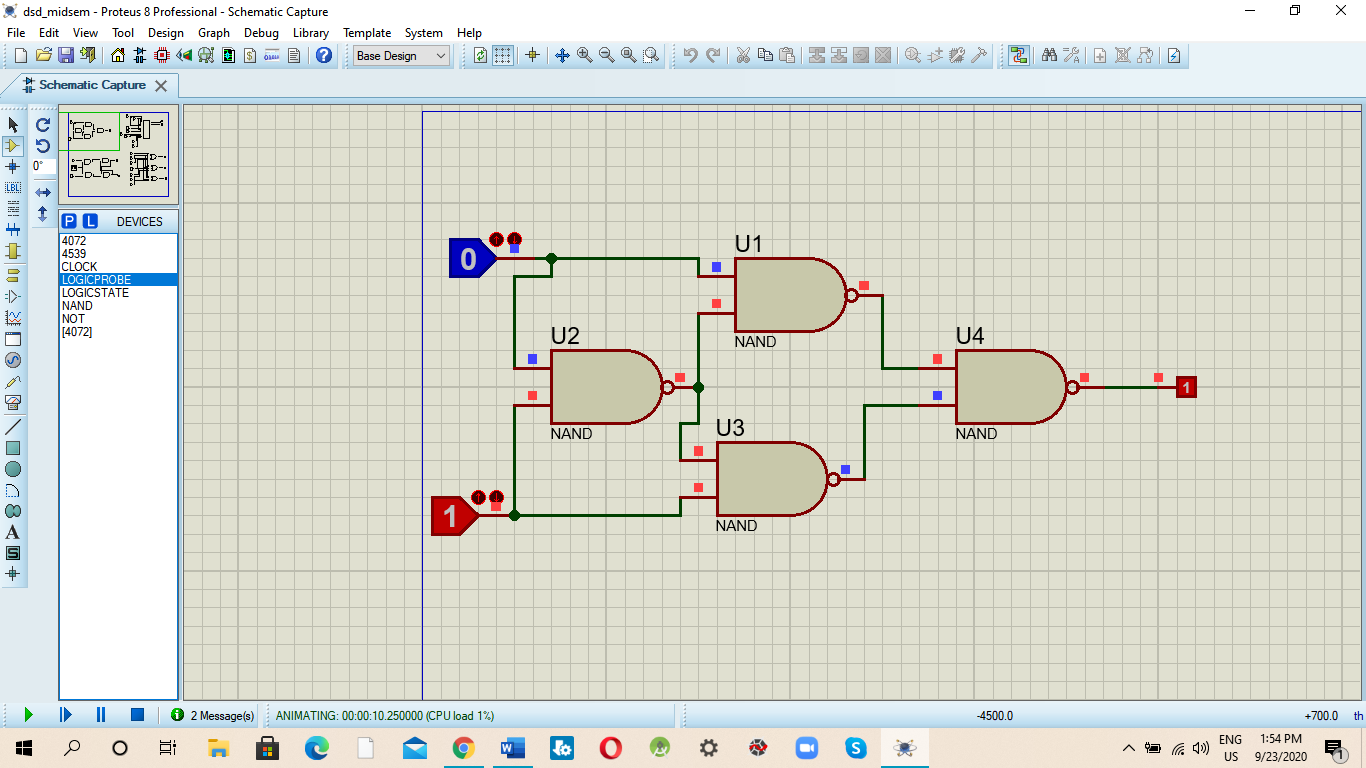 dsd_midsem - Proteus 8 Professional - Schematic Capture
File Edit View Tool Design Graph Debug Library Template System Help
Base Design
Schematic Capture
0°
P L DEVICES
4072
4539
CLOCK
LOGICPROBE
LOGICSTATE
NAND
NOT
[4072]
LBL
A
S
0
U1
NAND
U2
NAND
U4
NAND
1
U3
NAND
1
2 Message(s)
ANIMATING: 00:00:10.250000 (CPU load 1%)
-4500.0
+700.0
th
ENG
US
1:54 PM
9/23/2020
1